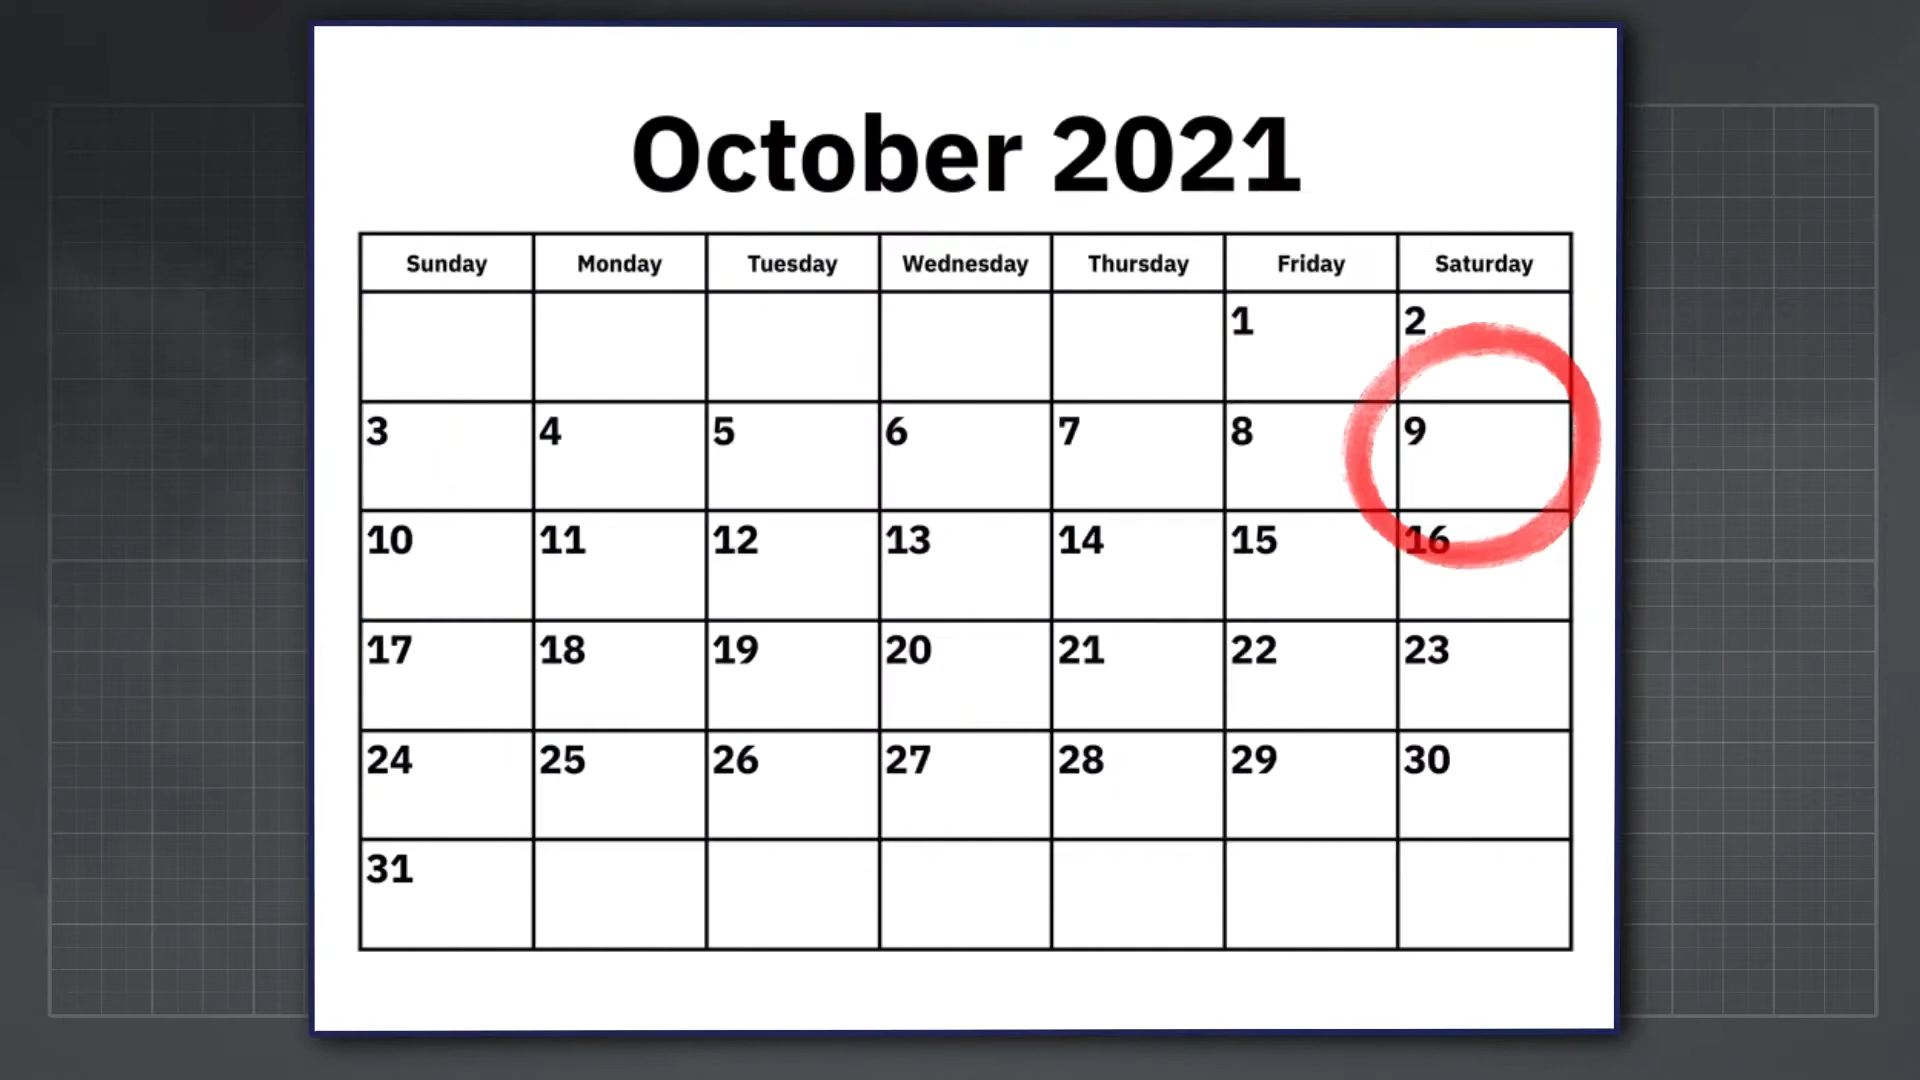 October 2021
Sunday Monday Tuesday Wednesday Thursday Friday Saturday
1 2
3 4 5 6 7 8 9
10 11 12 13 14 15 16
17 18 19 20 21 22 23
24 25 26 27 28 29 30
31